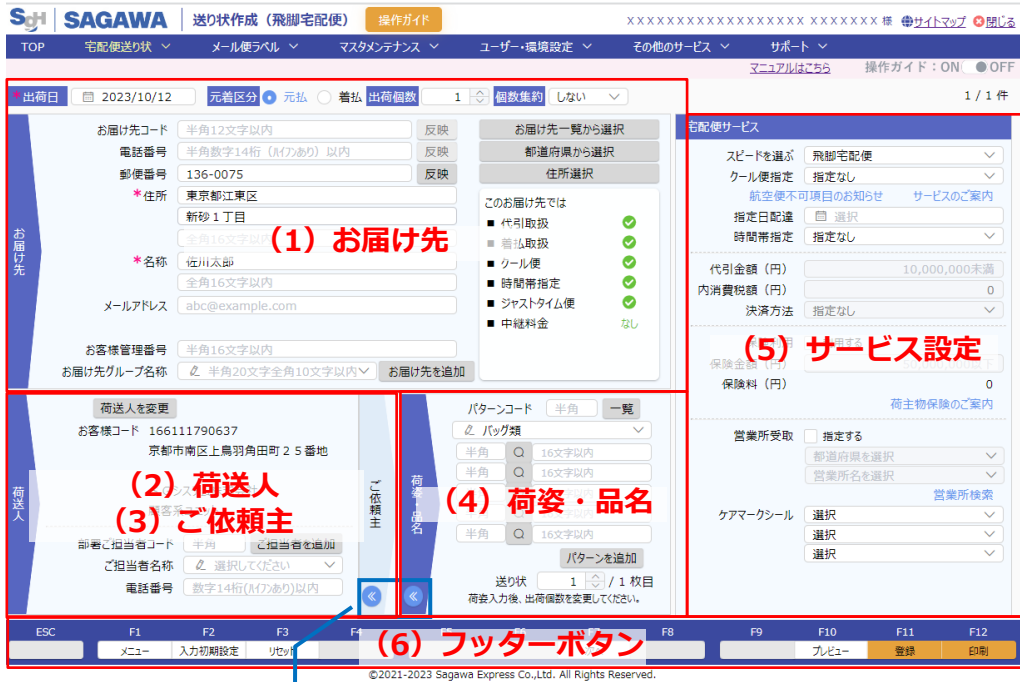 SgH SAGAWA 送り状作成（飛脚宅配便） 操作ガイド XXXXXXXXXXXXXXXXXX XXXXXXX 様 サイトマップ 閉じる
TOP 宅配便送り状 メール便ラベル マスタメンテナンス ユーザー・環境設定 その他のサービス サポート
マニュアルはこちら 操作ガイド：ON OFF
*出荷日 2023/10/12 元着区分 元払 着払 出荷個数 1 個数集約 しない 1 / 1 件
お届け先
お届け先コード 半角12文字以内 反映 お届け先一覧から選択
電話番号 半角数字14桁（ハイフンあり）以内 反映 都道府県から選択
郵便番号 136-0075 反映 住所選択
*住所 東京都江東区
新砂１丁目
全角16文字
（1）お届け先
*名称 佐川太郎
全角16文字以内
メールアドレス abc@example.com
お客様管理番号 半角16文字以内
お届け先グループ名称 半角20文字全角10文字以内 お届け先を追加
このお届け先では
■ 代引取扱
■ 着払取扱
■ クール便
■ 時間帯指定
■ ジャストタイム便
■ 中継料金 なし
宅配便サービス
スピードを選ぶ 飛脚宅配便
クール便指定 指定なし
航空便不可項目のお知らせ サービスのご案内
指定日配達 選択
時間帯指定 指定なし
代引金額（円） 10,000,000未満
内消費税額（円） 0
決済方法 指定なし
（5）サービス設定
保険金額（円）
保険料（円） 0
荷主物保険のご案内
営業所受取 指定する
都道府県を選択
営業所名を選択
営業所検索
ケアマークシール 選択
選択
選択
荷送人
荷送人を変更
お客様コード 166111790637
京都市南区上鳥羽角田町２５番地
（2）荷送人
（3）ご依頼主
部署ご担当者コード 半角 ご担当者を追加
ご担当者名称 選択してください
電話番号 数字14桁(ハイフンあり)以内
ご依頼主
荷姿・品名
パターンコード 半角 一覧
バッグ類
半角 16文字以内
半角 16文字以内
（4）荷姿・品名
半角 16文字以内
パターンを追加
送り状 1 / 1 枚目
荷姿入力後、出荷個数を変更してください。
ESC F1 F2 F3 F4 F8 F9 F10 F11 F12
メニュー 入力初期設定 リセット プレビュー 登録 印刷
（6）フッターボタン
©2021-2023 Sagawa Express Co.,Ltd. All Rights Reserved.